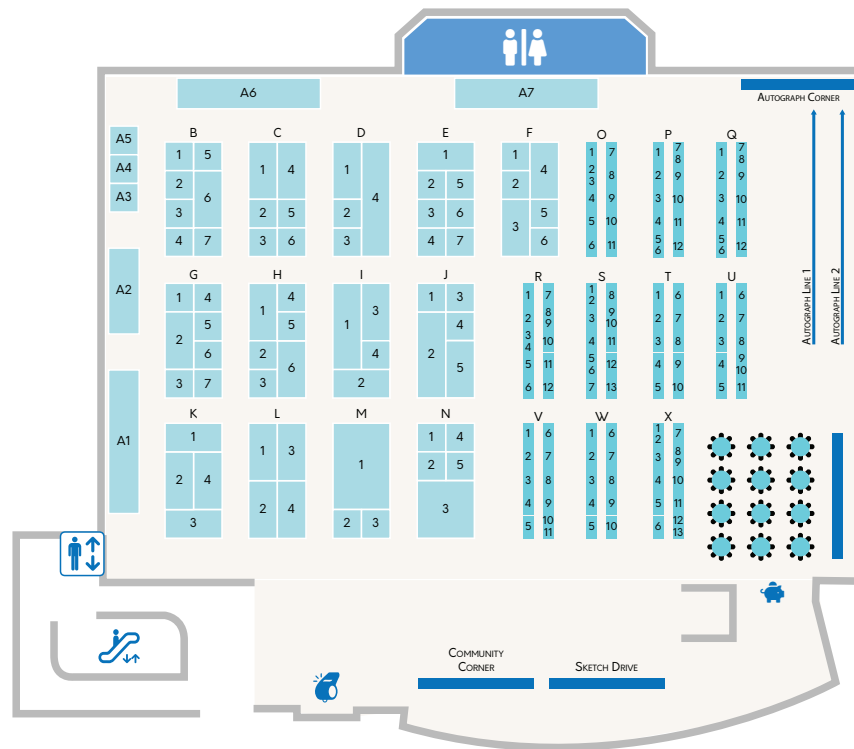 A6
A7
AUTOGRAPH CORNER
A5
A4
A3
A2
A1
B
1 5
2 6
3
4 7
C
1 4
2 5
3 6
D
1 4
2
3
E
1
2 5
3 6
4 7
F
1 4
2
3 5
6
O
1 7
2
3 8
4 9
5 10
6 11
P
1 7
8
2 9
3 10
4 11
5
6 12
Q
1 7
8
2 9
3 10
4 11
5
6 12
AUTOGRAPH LINE 1
AUTOGRAPH LINE 2
G
1 4
2 5
6
3 7
H
1 4
5
2 6
3
I
1 3
4
2
J
1 3
2 4
5
R
1 7
2 8
9
3
4 10
5 11
6 12
S
1
2 8
3 9
10
4 11
5
6 12
7 13
T
1 6
2 7
3 8
4 9
5 10
U
1 6
2 7
3 8
4 9
10
5 11
K
1
2 4
3
L
1 3
2 4
M
1
2 3
N
1 4
2 5
3
V
1 6
2 7
3 8
4 9
5 10
11
W
1 6
2 7
3 8
4 9
5 10
X
1
2 7
3 8
9
4 10
5 11
6 12
13
COMMUNITY
CORNER
SKETCH DRIVE